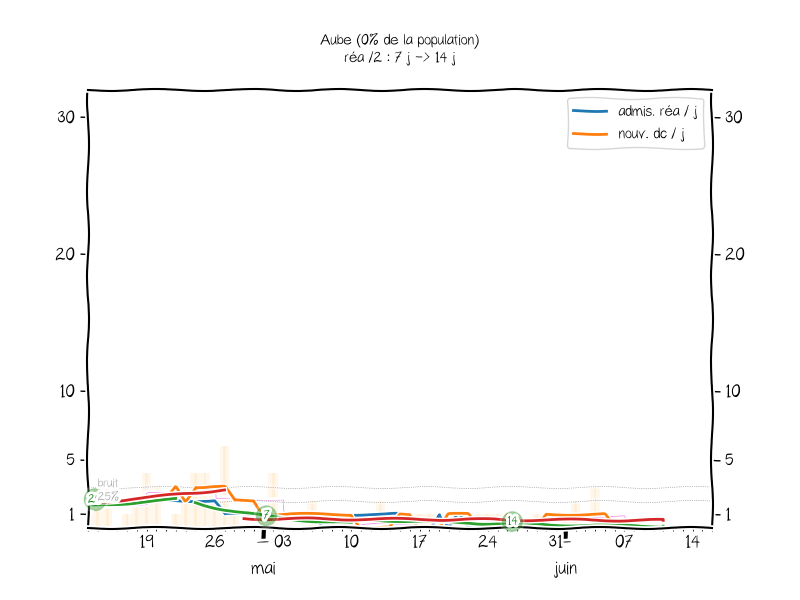 Aube (0% de la population)
réa /2 : 7 j -> 14 j
admis. réa / j
nouv. dc / j
30 30
20 20
10 10
5 5
1 1
bruit
25%
2
7
14
19 26 03 10 17 24 31 07 14
mai juin